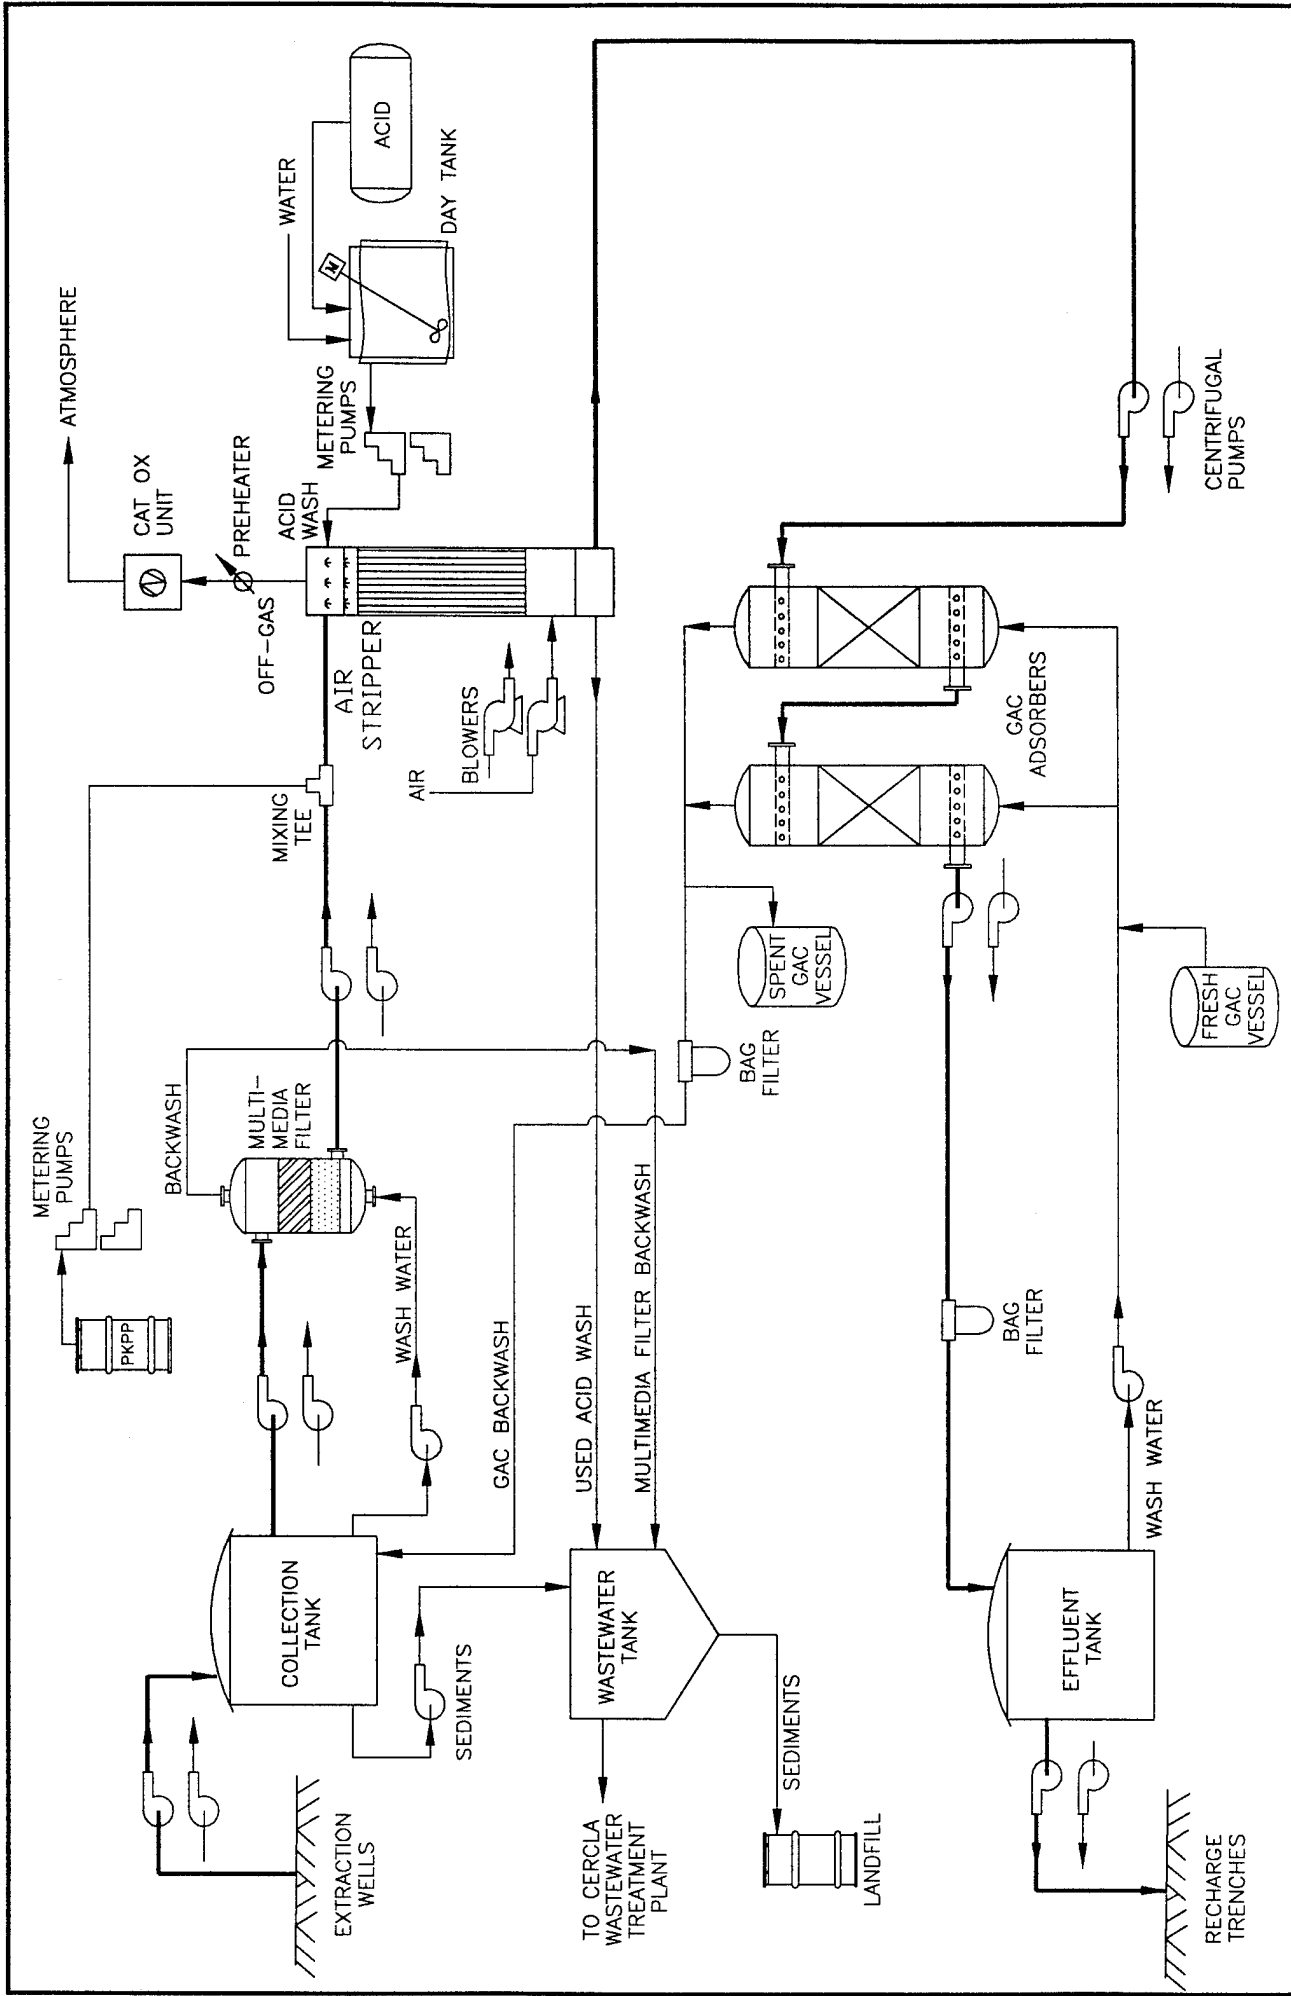 ATMOSPHERE
CAT OX
UNIT
PREHEATER
OFF-GAS
ACID
WASH
WATER
ACID
DAY TANK
M
METERING
PUMPS
AIR
STRIPPER
MIXING
TEE
BLOWERS
AIR
METERING
PUMPS
PKPP
BACKWASH
MULTI-
MEDIA
FILTER
WASH WATER
COLLECTION
TANK
EXTRACTION
WELLS
SEDIMENTS
GAC BACKWASH
USED ACID WASH
MULTIMEDIA FILTER BACKWASH
WASTEWATER
TANK
TO CERCLA
WASTEWATER
TREATMENT
PLANT
SEDIMENTS
LANDFILL
BAG
FILTER
SPENT
GAC
VESSEL
GAC
ADSORBERS
CENTRIFUGAL
PUMPS
FRESH
GAC
VESSEL
BAG
FILTER
WASH WATER
EFFLUENT
TANK
RECHARGE
TRENCHES